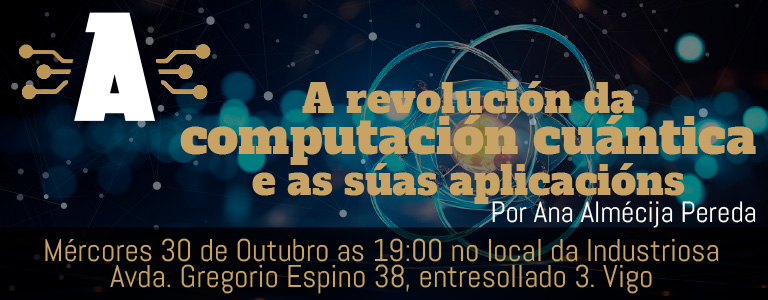 A
A revolución da
computación cuántica
e as súas aplicacións
Por Ana Almécija Pereda
Mércores 30 de Outubro as 19:00 no local da Industriosa
Avda. Gregorio Espino 38, entresollado 3. Vigo